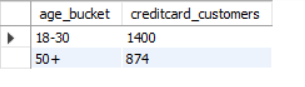 age_bucket creditcard_customers
18-30 1400
50+ 874